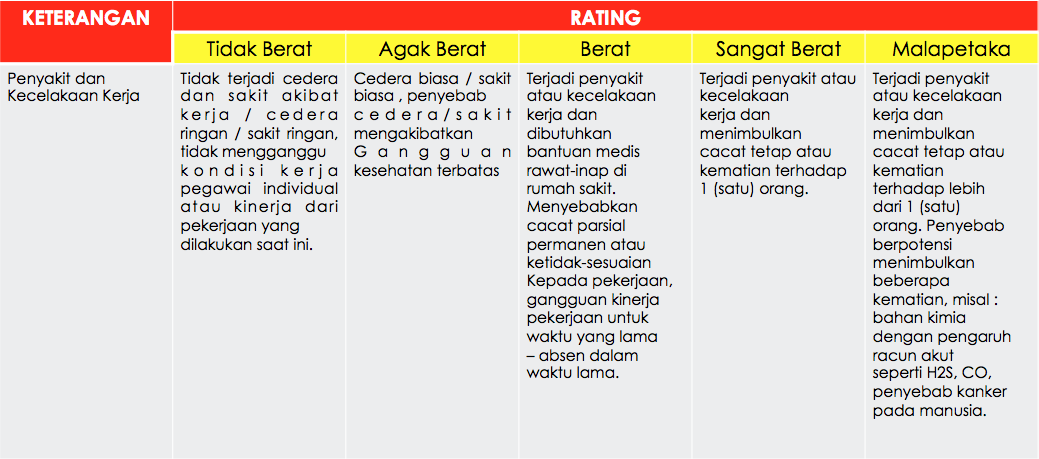 KETERANGAN
RATING
Tidak Berat
Agak Berat
Berat
Sangat Berat
Malapetaka
Penyakit dan
Kecelakaan Kerja
Tidak terjadi cedera
dan sakit akibat
kerja / cedera
ringan / sakit ringan,
tidak mengganggu
kondisi kerja
pegawai individual
atau kinerja dari
pekerjaan yang
dilakukan saat ini.
Cedera biasa / sakit
biasa , penyebab
cedera/sakit
mengakibatkan
Gangguan
kesehatan terbatas
Terjadi penyakit
atau kecelakaan
kerja dan
dibutuhkan
bantuan medis
rawat-inap di
rumah sakit.
Menyebabkan
cacat parsial
permanen atau
ketidak-sesuaian
Kepada pekerjaan,
gangguan kinerja
pekerjaan untuk
waktu yang lama
– absen dalam
waktu lama.
Terjadi penyakit atau
kecelakaan
kerja dan
menimbulkan
cacat tetap atau
kematian terhadap
1 (satu) orang.
Terjadi penyakit
atau kecelakaan
kerja dan
menimbulkan
cacat tetap atau
kematian
terhadap lebih
dari 1 (satu)
orang. Penyebab
berpotensi
menimbulkan
beberapa
kematian, misal :
bahan kimia
dengan pengaruh
racun akut
seperti H2S, CO,
penyebab kanker
pada manusia.